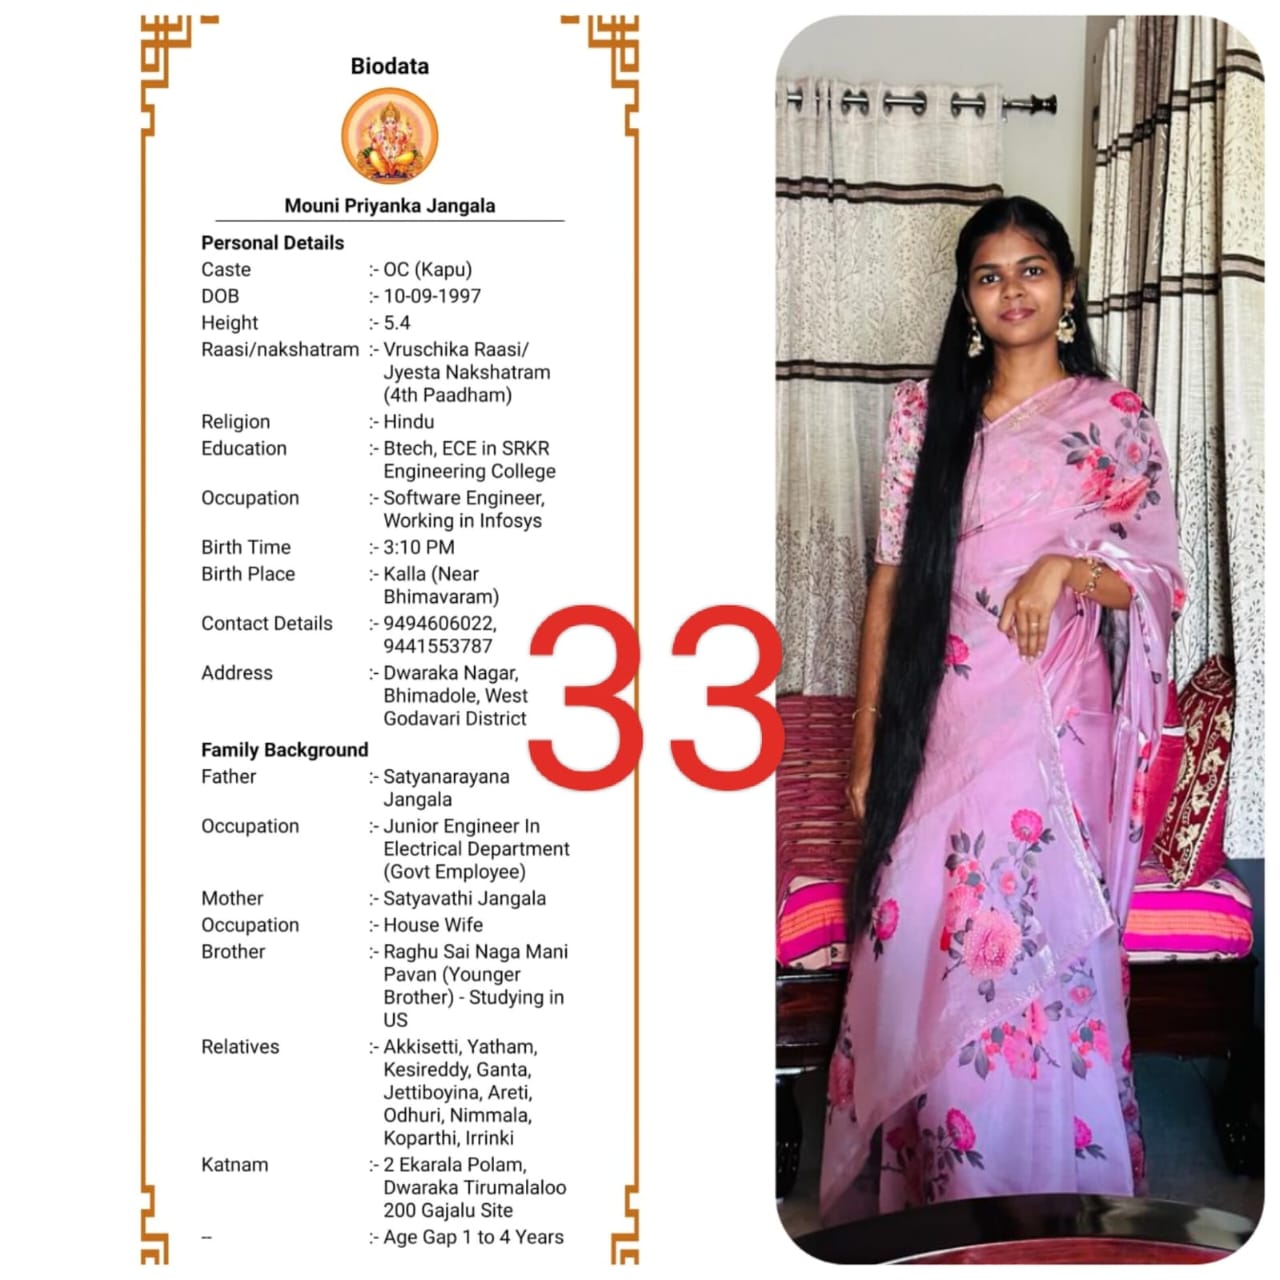 Biodata
Mouni Priyanka Jangala
Personal Details
Caste :- OC (Kapu)
DOB :- 10-09-1997
Height :- 5.4
Raasi/nakshatram :- Vruschika Raasi/
Jyesta Nakshatram
(4th Paadham)
Religion :- Hindu
Education :- Btech, ECE in SRKR
Engineering College
Occupation :- Software Engineer,
Working in Infosys
Birth Time :- 3:10 PM
Birth Place :- Kalla (Near
Bhimavaram)
Contact Details :- 9494606022,
9441553787
Address :- Dwaraka Nagar,
Bhimadole, West
Godavari District
33
Family Background
Father :- Satyanarayana
Jangala
Occupation :- Junior Engineer In
Electrical Department
(Govt Employee)
Mother :- Satyavathi Jangala
Occupation :- House Wife
Brother :- Raghu Sai Naga Mani
Pavan (Younger
Brother) - Studying in
US
Relatives :- Akkisetti, Yatham,
Kesireddy, Ganta,
Jettiboyina, Areti,
Odhuri, Nimmala,
Koparthi, Irrinki
Katnam :- 2 Ekarala Polam,
Dwaraka Tirumalaloo
200 Gajalu Site
-- :- Age Gap 1 to 4 Years